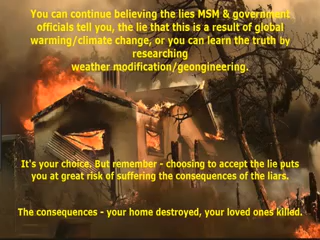 You can continue believing the lies MSM & government
officials tell you, the lie that this is a result of global
warming/climate change, or you can learn the truth by
researching
weather modification/geongineering.
It's your choice. But remember - choosing to accept the lie puts
you at great risk of suffering the consequences of the liars.
The consequences - your home destroyed, your loved ones killed.